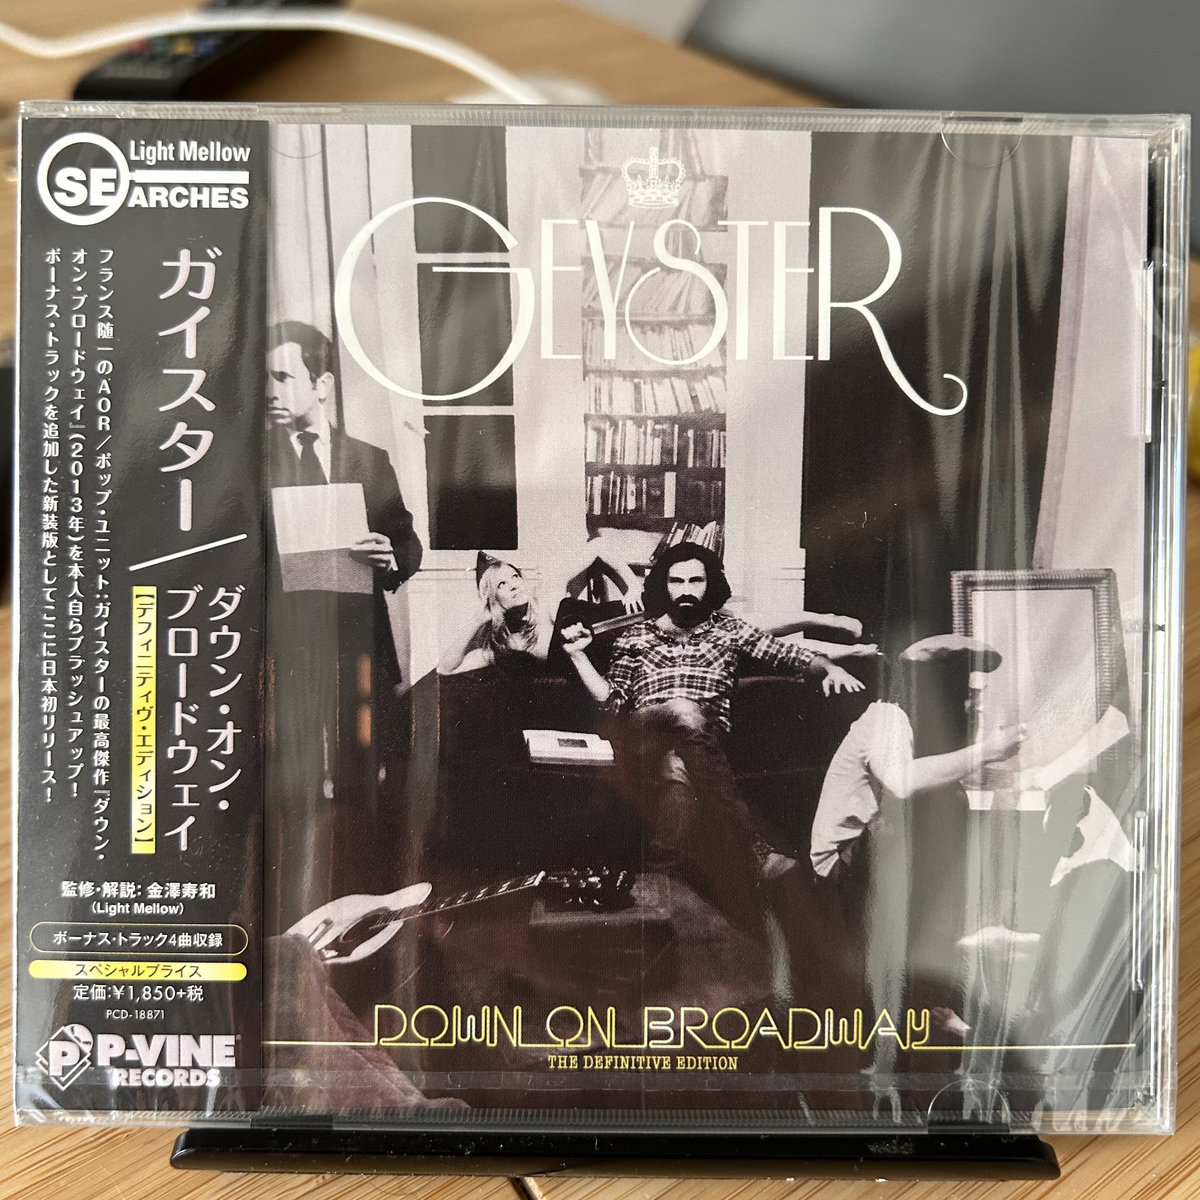 Light Mellow
SEARCHES
ガイスター／
ダウン・オン・
ブロードウェイ
【デフィニティヴ・エディション】
フランス随一のAOR／ポップ・ユニット：ガイスターの最高傑作『ダウン・
オン・ブロードウェイ』（2013年）を本人自らブラッシュアップ！
ボーナス・トラックを追加した新装版としてここに日本初リリース！
監修・解説：金澤寿和
(Light Mellow)
ボーナス・トラック4曲収録
スペシャルプライス
定価：¥1,850+税
PCD-18871
P-VINE
RECORDS
GEYSTER
DOWN ON BROADWAY
THE DEFINITIVE EDITION